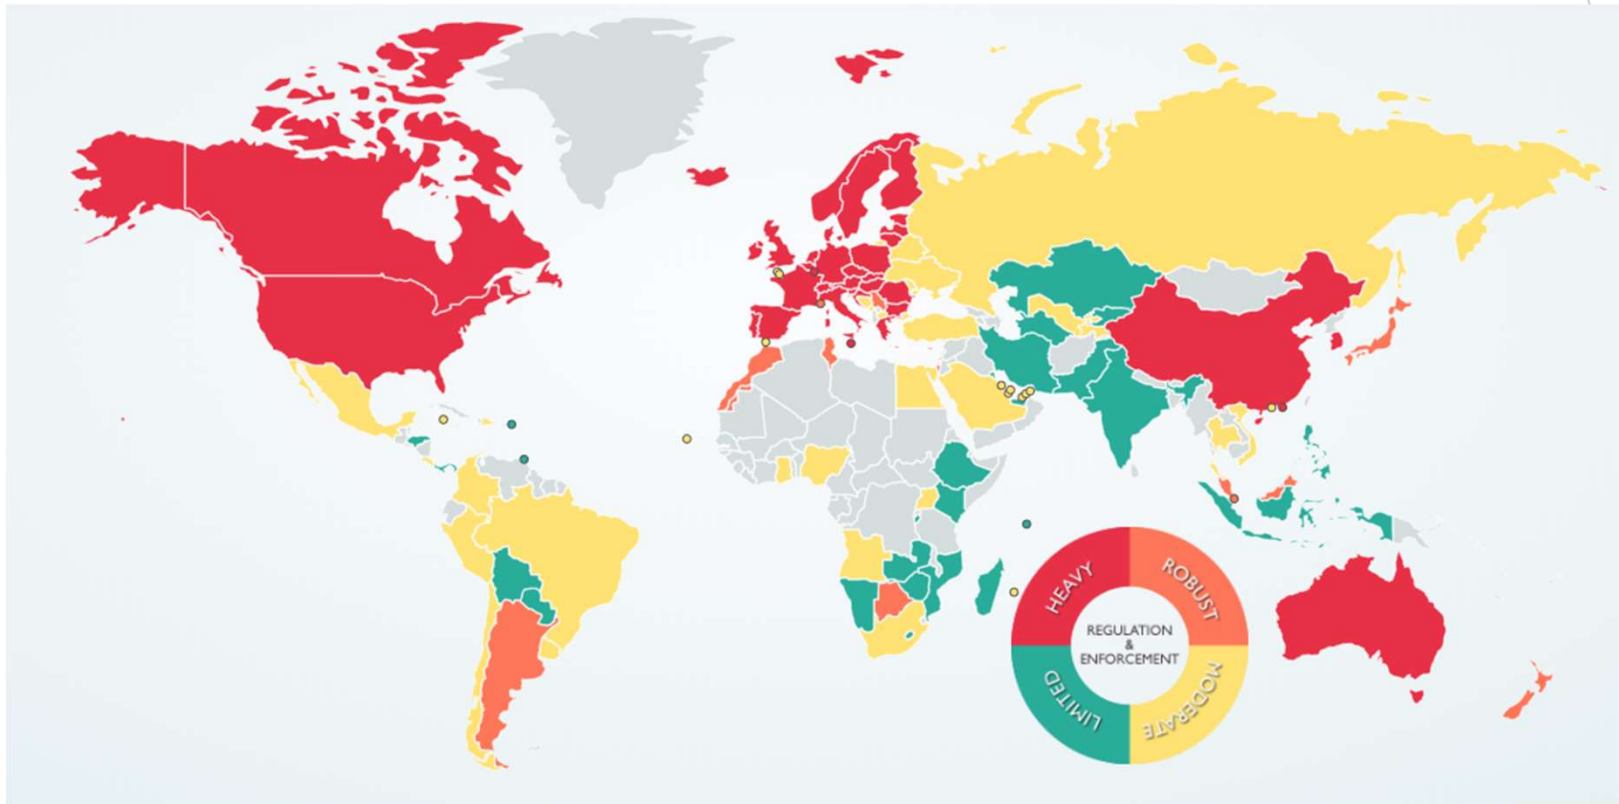 HEAVY
ROBUST
REGULATION
&
ENFORCEMENT
LIMITED
MODERATE